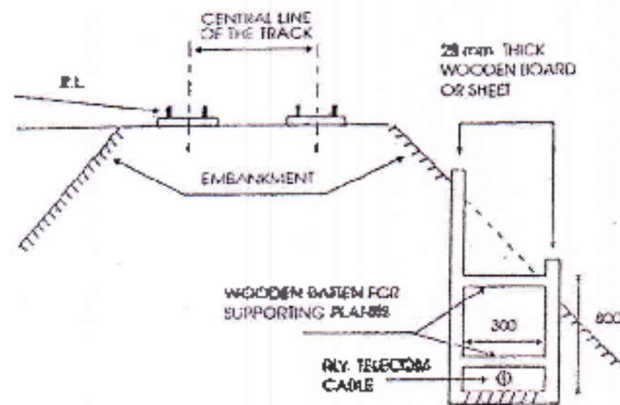 CENTRAL LINE
OF THE TRACK
28 mm THICK
WOODEN BOARD
OR SHEET
EMBANKMENT
WOODEN BATTEN FOR
SUPPORTING PLANKS
300
800
RLY. TELECOM
CABLE